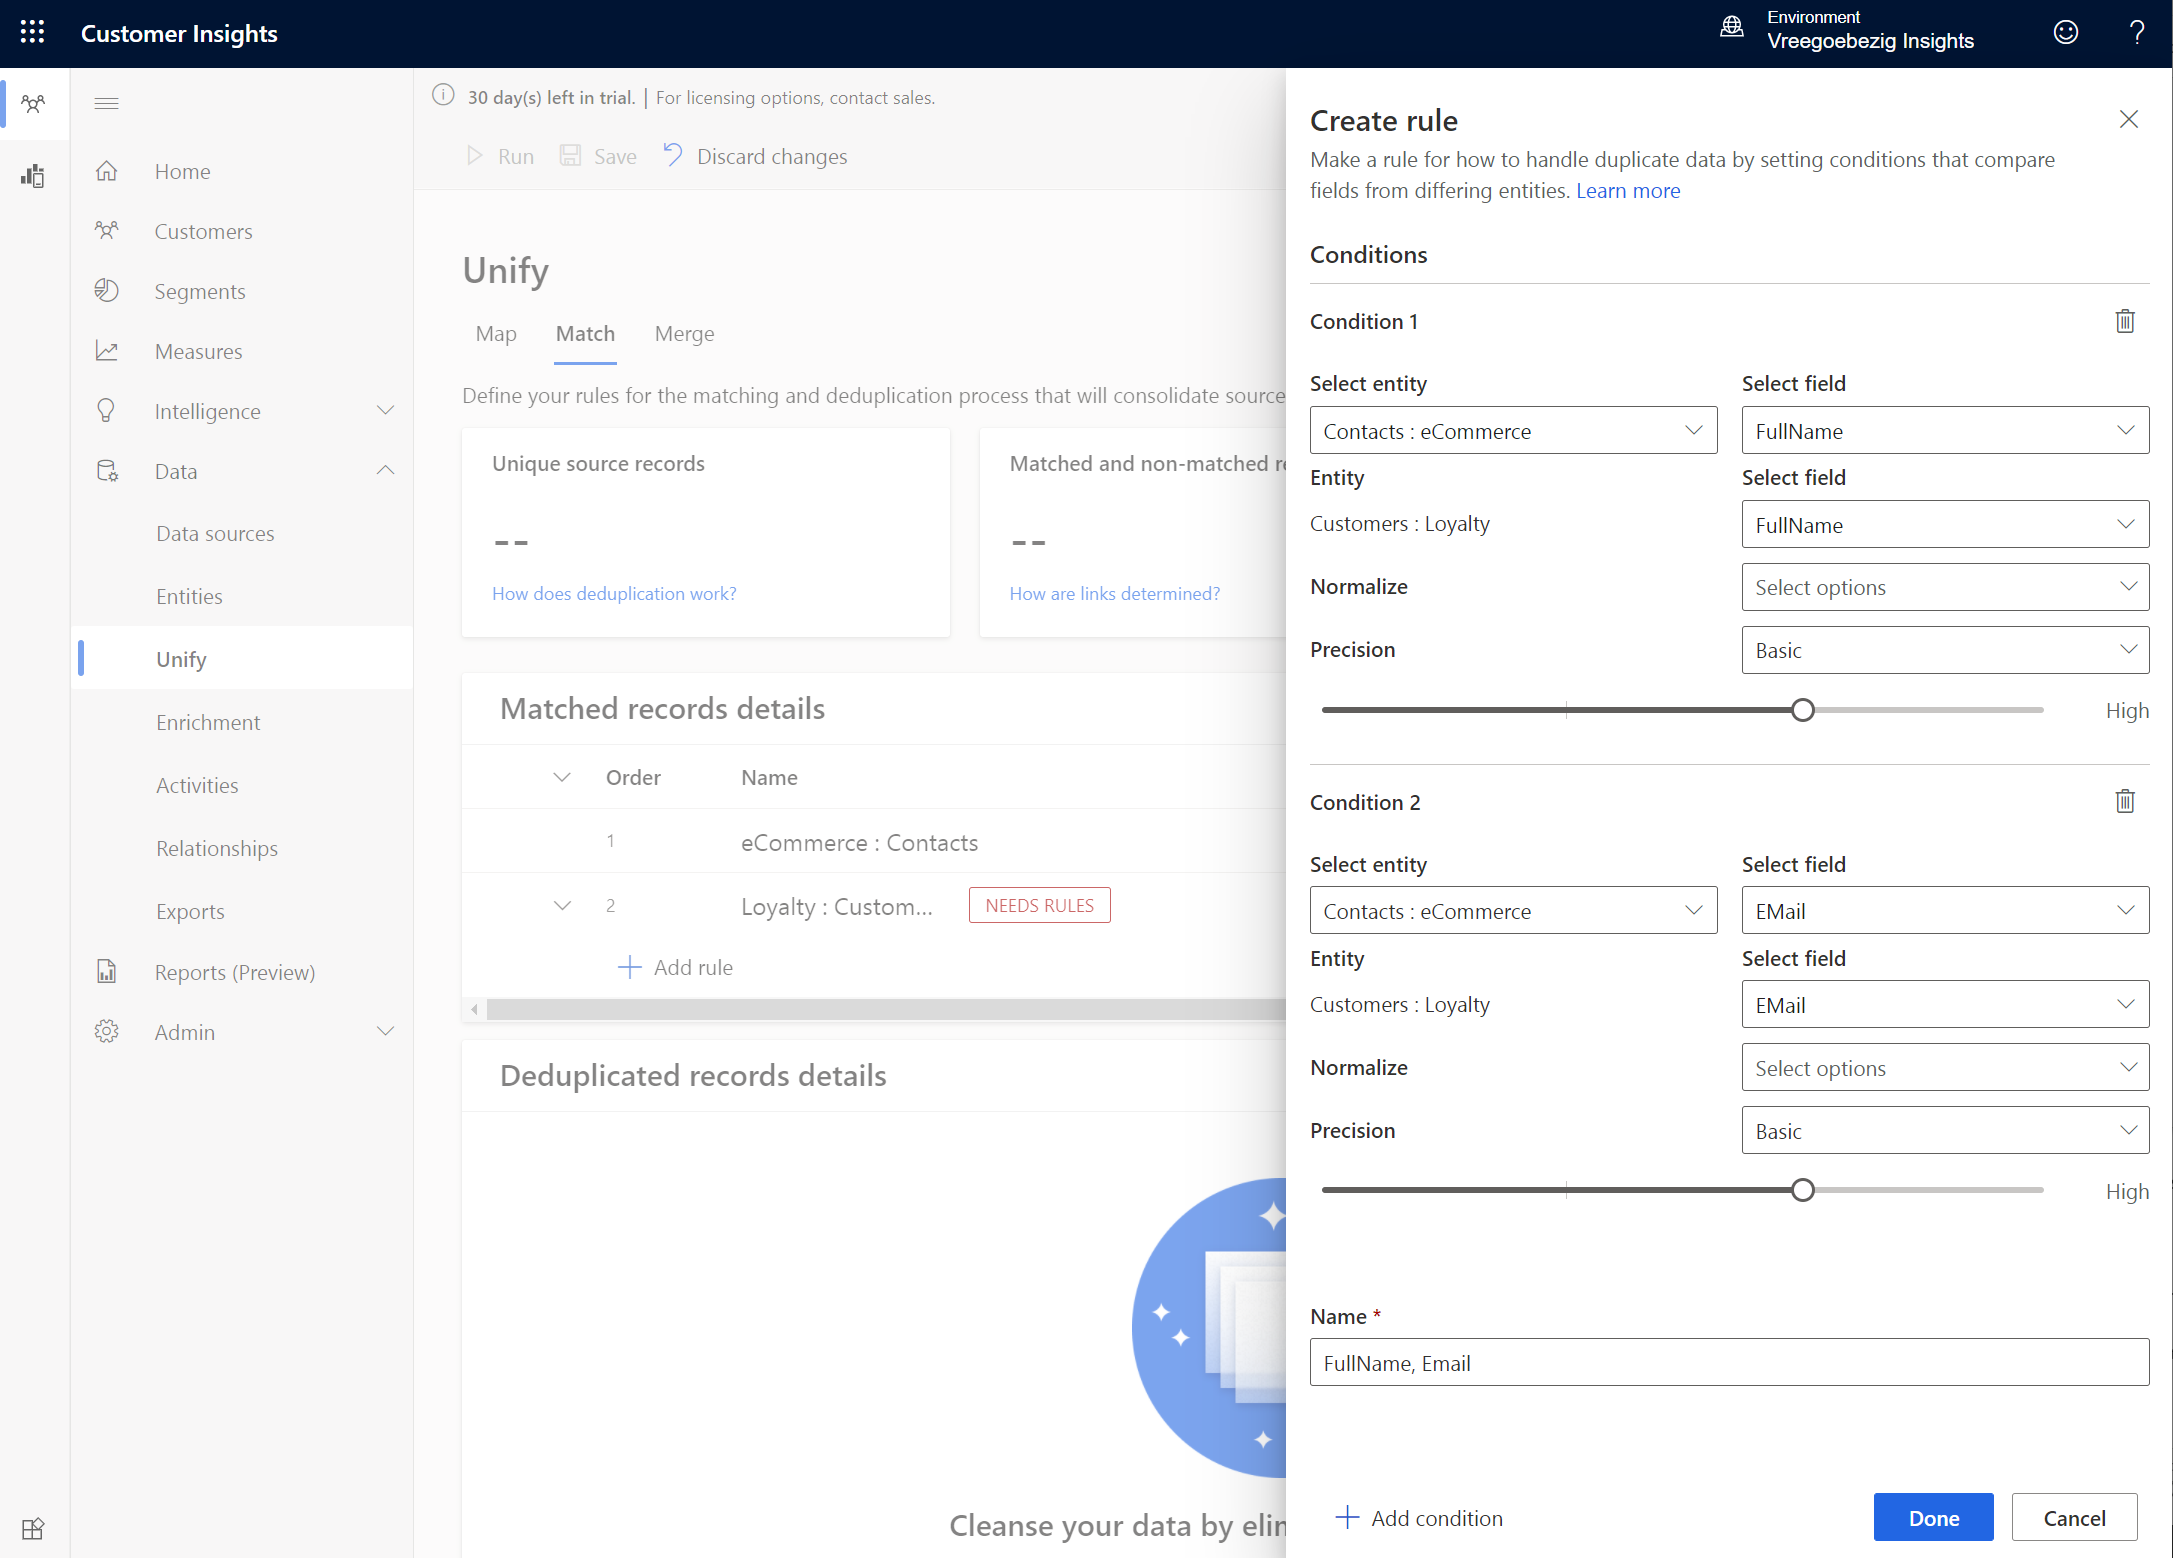 Customer Insights
Environment
Vreegoebezig Insights
?
30 day(s) left in trial. | For licensing options, contact sales.
Run
Save
Discard changes
Home
Customers
Segments
Measures
Intelligence
Data
Data sources
Entities
Unify
Enrichment
Activities
Relationships
Exports
Reports (Preview)
Admin
Unify
Map
Match
Merge
Define your rules for the matching and deduplication process that will consolidate source
Unique source records
--
How does deduplication work?
Matched and non-matched re
--
How are links determined?
Matched records details
Order
Name
1
eCommerce : Contacts
2
Loyalty : Custom...
NEEDS RULES
Add rule
Deduplicated records details
Cleanse your data by elin
Create rule
Make a rule for how to handle duplicate data by setting conditions that compare
fields from differing entities. Learn more
Conditions
Condition 1
Select entity
Select field
Contacts : eCommerce
FullName
Entity
Select field
Customers : Loyalty
FullName
Normalize
Select options
Precision
Basic
High
Condition 2
Select entity
Select field
Contacts : eCommerce
EMail
Entity
Select field
Customers : Loyalty
EMail
Normalize
Select options
Precision
Basic
High
Name *
FullName, Email
Add condition
Done
Cancel